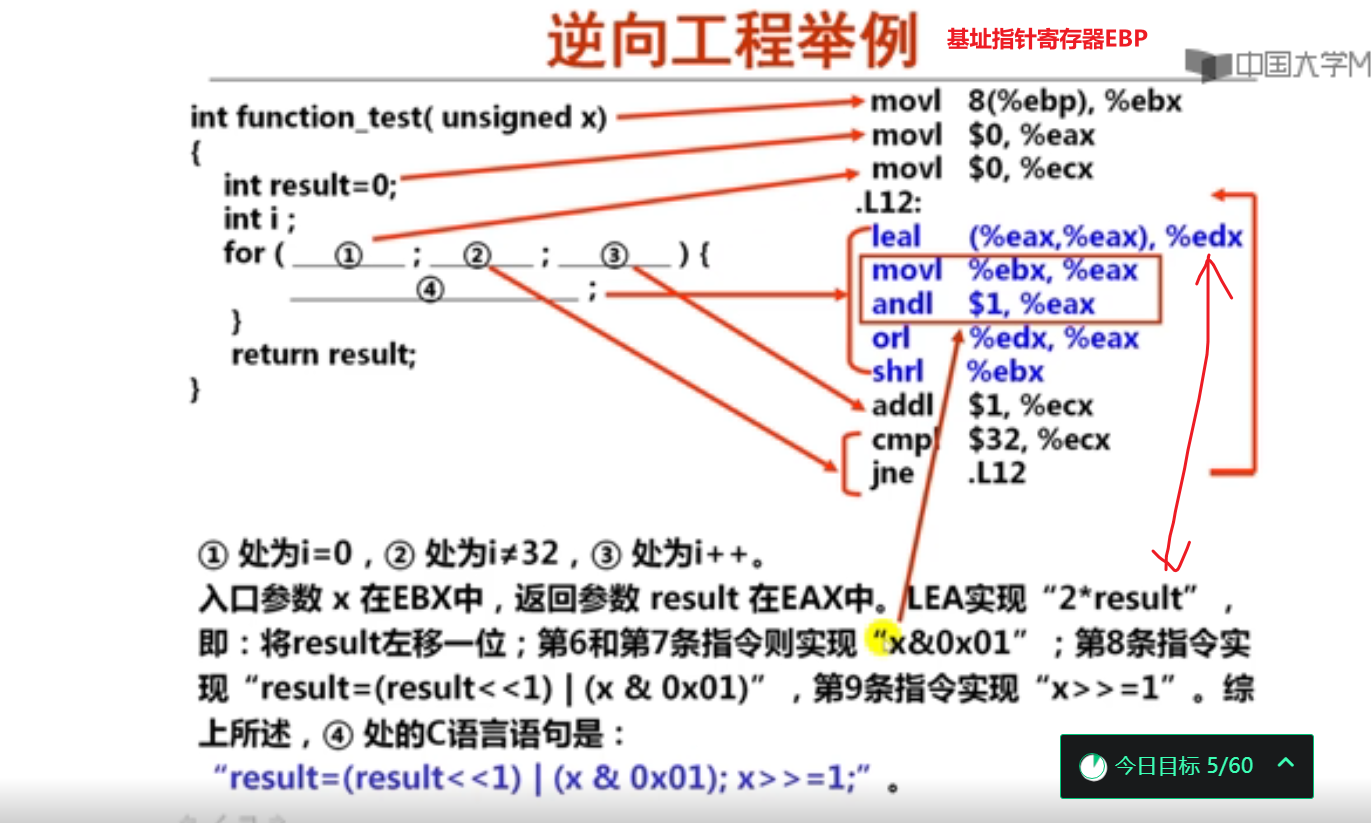 逆向工程举例
基址指针寄存器EBP
中国大学M
int function_test( unsigned x)
{
int result=0;
int i ;
for ( ① ; ② ; ③ ) {
④ ;
}
return result;
}
movl 8(%ebp), %ebx
movl $0, %eax
movl $0, %ecx
.L12:
leal (%eax,%eax), %edx
movl %ebx, %eax
andl $1, %eax
orl %edx, %eax
shrl %ebx
addl $1, %ecx
cmpl $32, %ecx
jne .L12
① 处为i=0，② 处为i≠32，③ 处为i++。
入口参数 x 在EBX中，返回参数 result 在EAX中。LEA实现“2*result”，
即：将result左移一位；第6和第7条指令则实现“x&0x01”；第8条指令实
现“result=(result<<1) | (x & 0x01)”，第9条指令实现“x>>=1”。综
上所述，④ 处的C语言语句是：
“result=(result<<1) | (x & 0x01); x>>=1;”。
今日目标 5/60